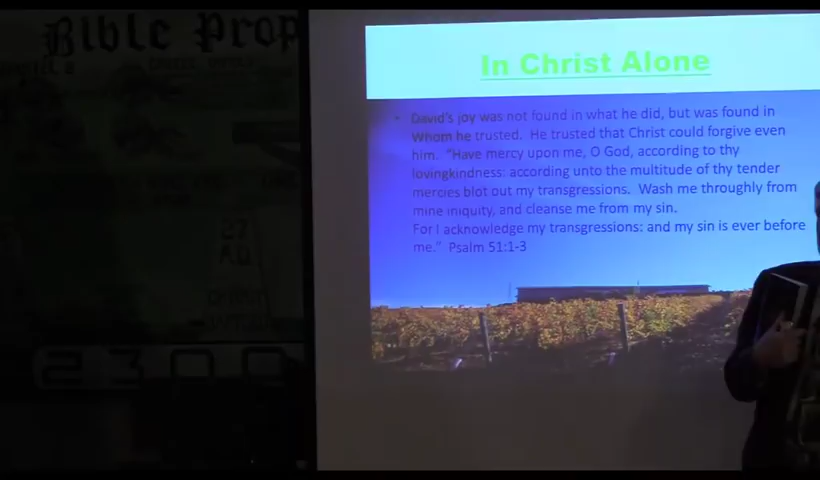 Bible Prop
In Christ Alone
• David's joy was not found in what he did, but was found in
Whom he trusted.  He trusted that Christ could forgive even
him.  "Have mercy upon me, O God, according to thy
lovingkindness: according unto the multitude of thy tender
mercies blot out my transgressions.  Wash me throughly from
mine iniquity, and cleanse me from my sin.
For I acknowledge my transgressions: and my sin is ever before
me."  Psalm 51:1-3
27
A.D
2300